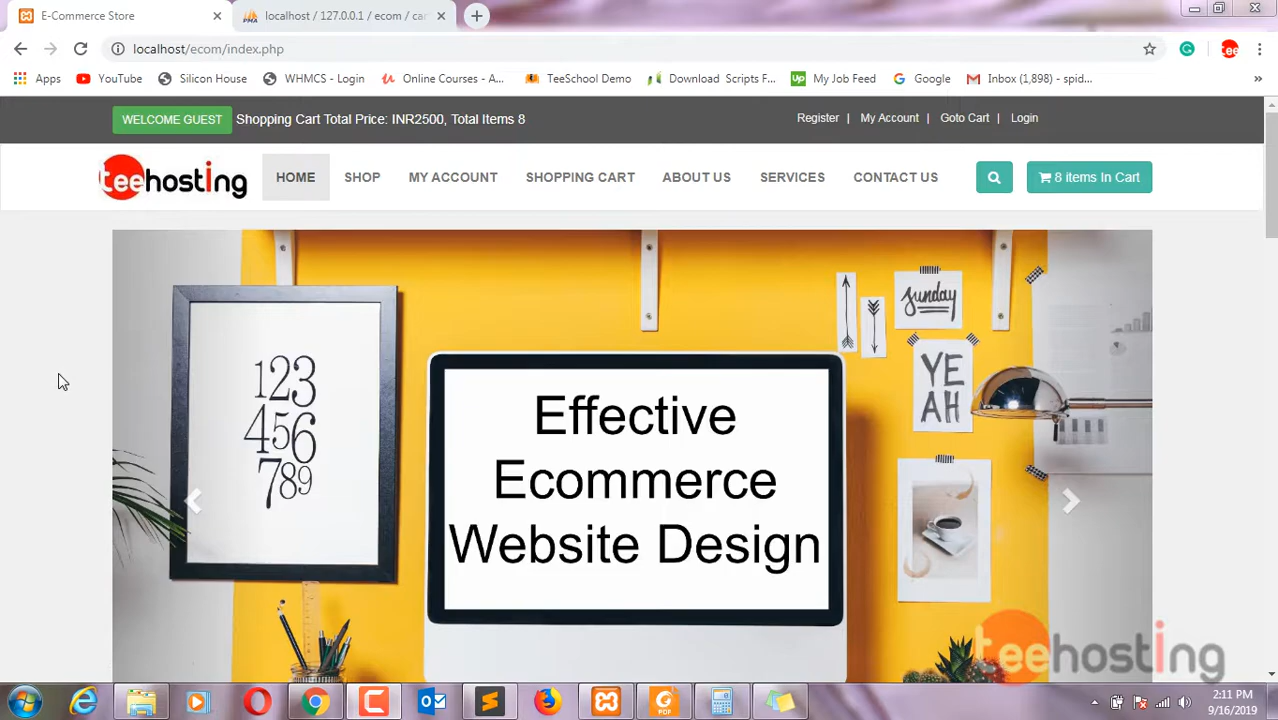 E-Commerce Store
localhost / 127.0.0.1 / ecom / car
localhost/ecom/index.php
Apps YouTube Silicon House WHMCS - Login Online Courses - A... TeeSchool Demo Download: Scripts F... My Job Feed Google Inbox (1,898) - spid...
WELCOME GUEST Shopping Cart Total Price: INR2500, Total Items 8 Register | My Account | Goto Cart | Login
teehosting HOME SHOP MY ACCOUNT SHOPPING CART ABOUT US SERVICES CONTACT US 8 items In Cart
123
456
789
Effective
Ecommerce
Website Design
Sunday
YE
AH
teehosting
2:11 PM
9/16/2019